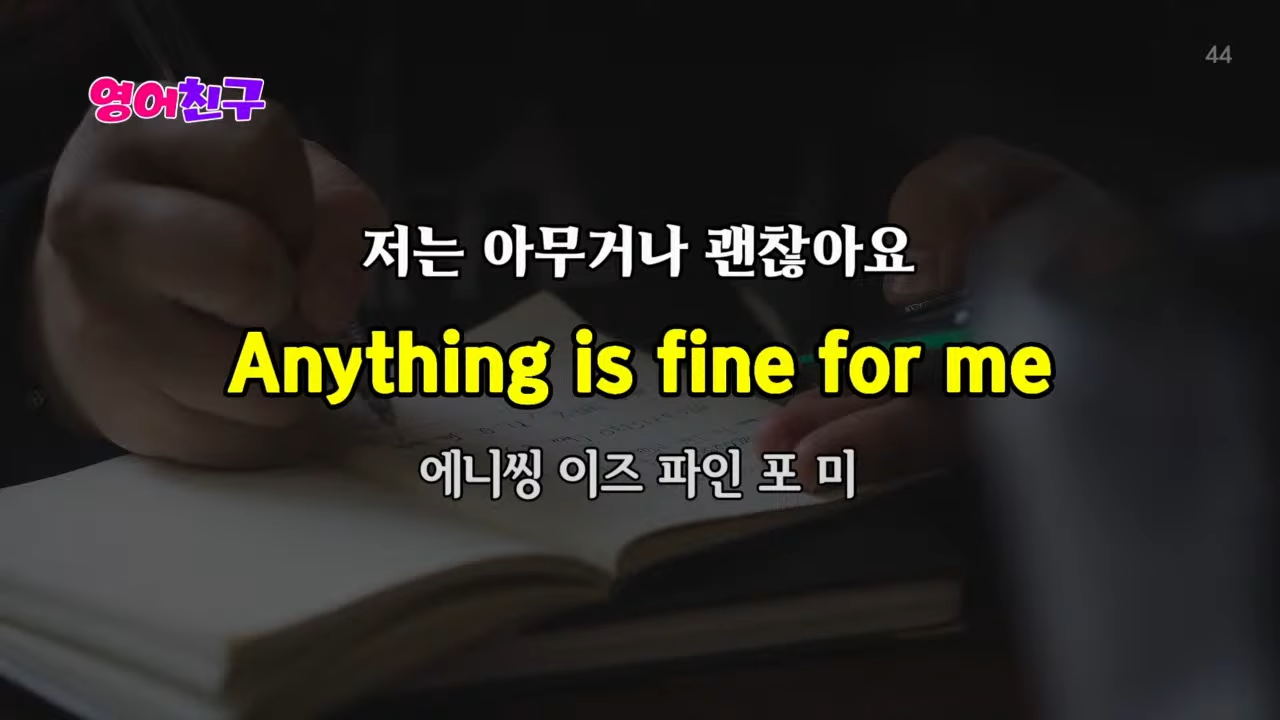 44
영어친구
저는 아무거나 괜찮아요
Anything is fine for me
에니씽 이즈 파인 포 미